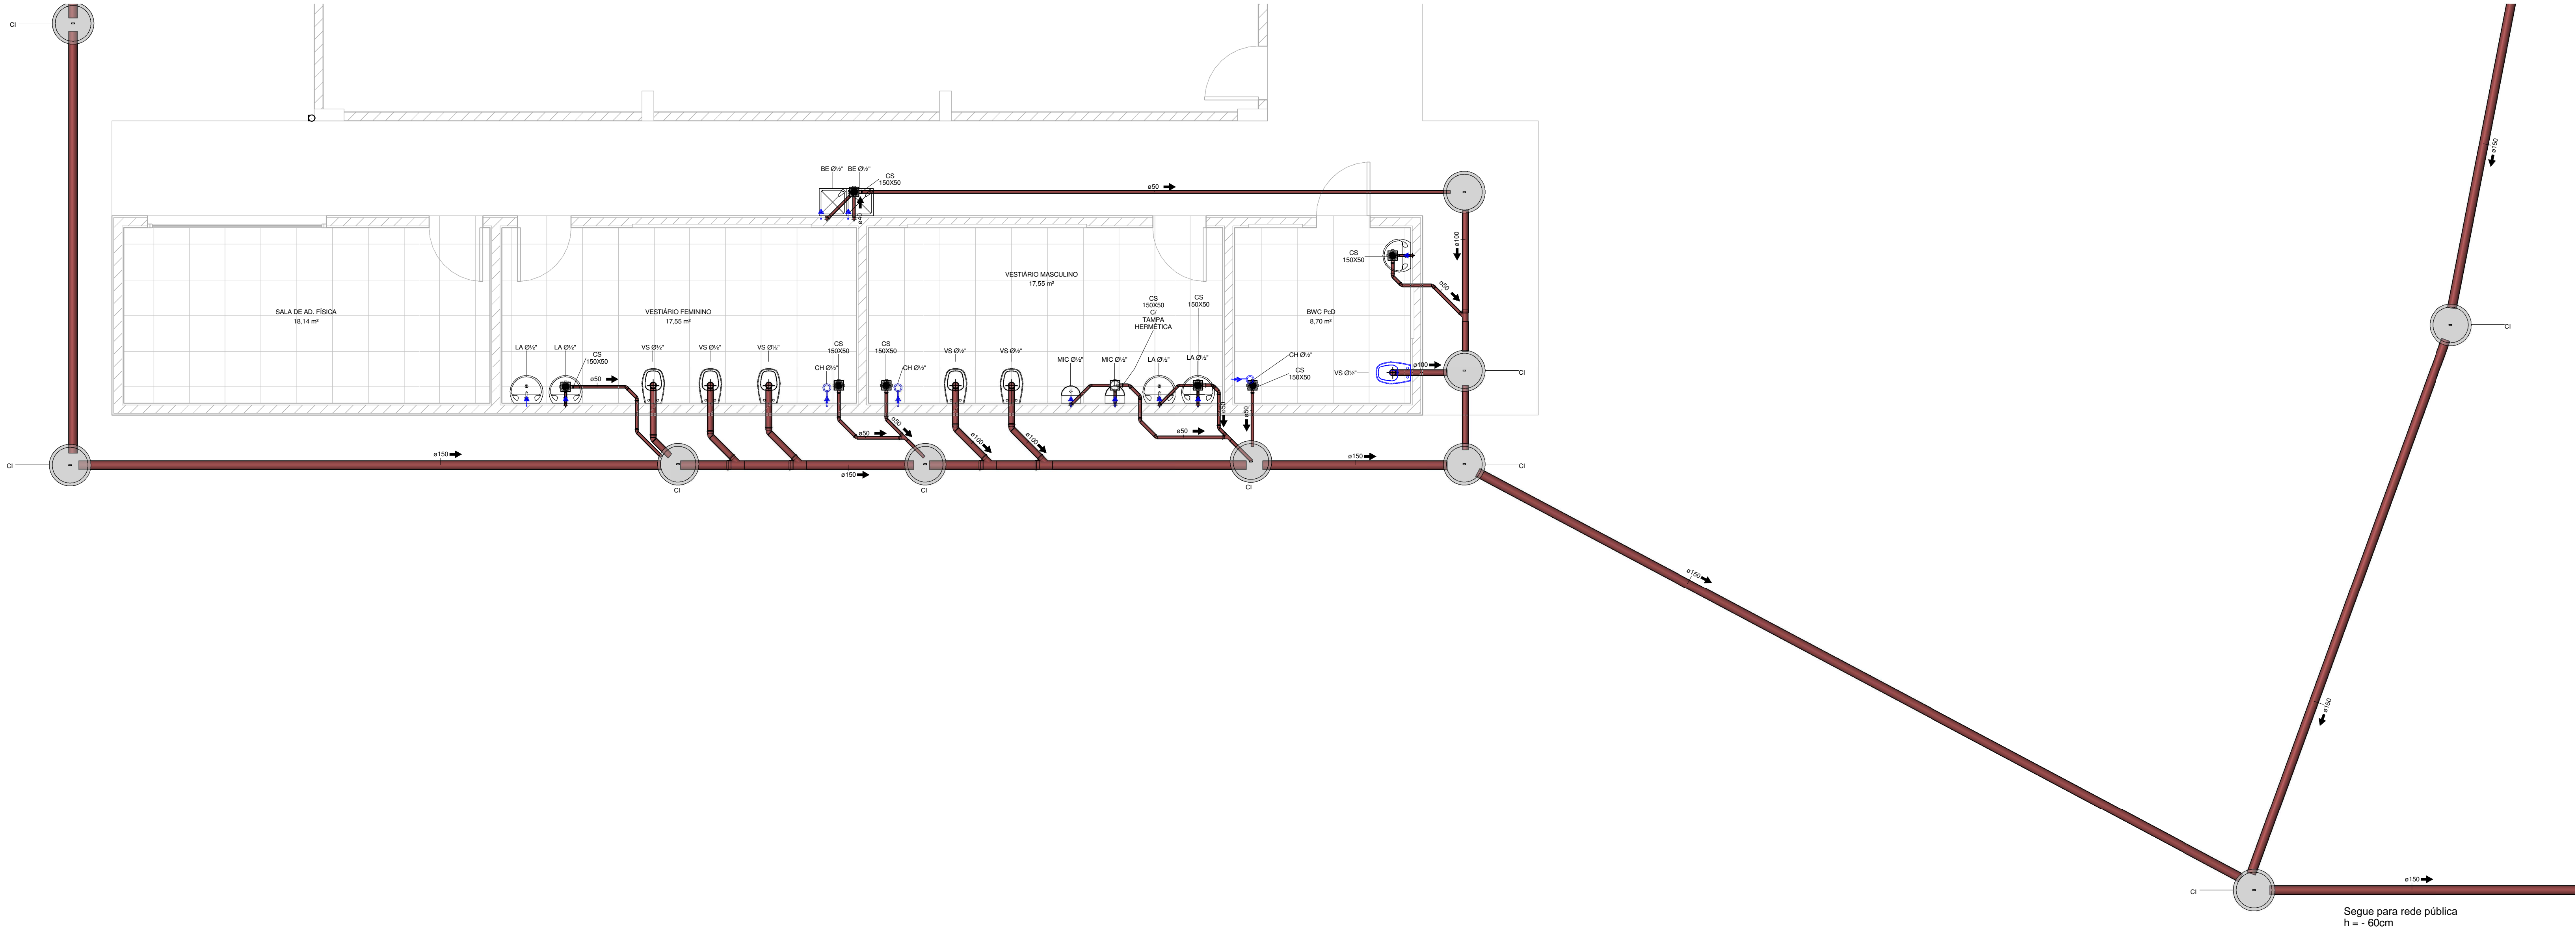 CI
ø150
BE Ø½"
BE Ø½"
CS
150X50
ø50
ø100
CS
150X50
ø50
VESTIÁRIO MASCULINO
17,55 m²
SALA DE AD. FÍSICA
18,14 m²
VESTIÁRIO FEMININO
17,55 m²
CS
150X50
C/
TAMPA
HERMÉTICA
CS
150X50
BWC PcD
8,70 m²
CI
LA Ø½"
LA Ø½"
CS
150X50
ø50
VS Ø½"
VS Ø½"
VS Ø½"
CS
150X50
CH Ø½"
CS
150X50
CH Ø½"
VS Ø½"
VS Ø½"
MIC Ø½"
MIC Ø½"
LA Ø½"
LA Ø½"
CH Ø½"
CS
150X50
VS Ø½"
ø100
CI
ø50
ø50
ø50
ø50
ø50
ø100
ø100
CI
ø150
ø150
ø150
CI
CI
CI
CI
ø150
ø150
CI
ø150
Segue para rede pública
h = - 60cm